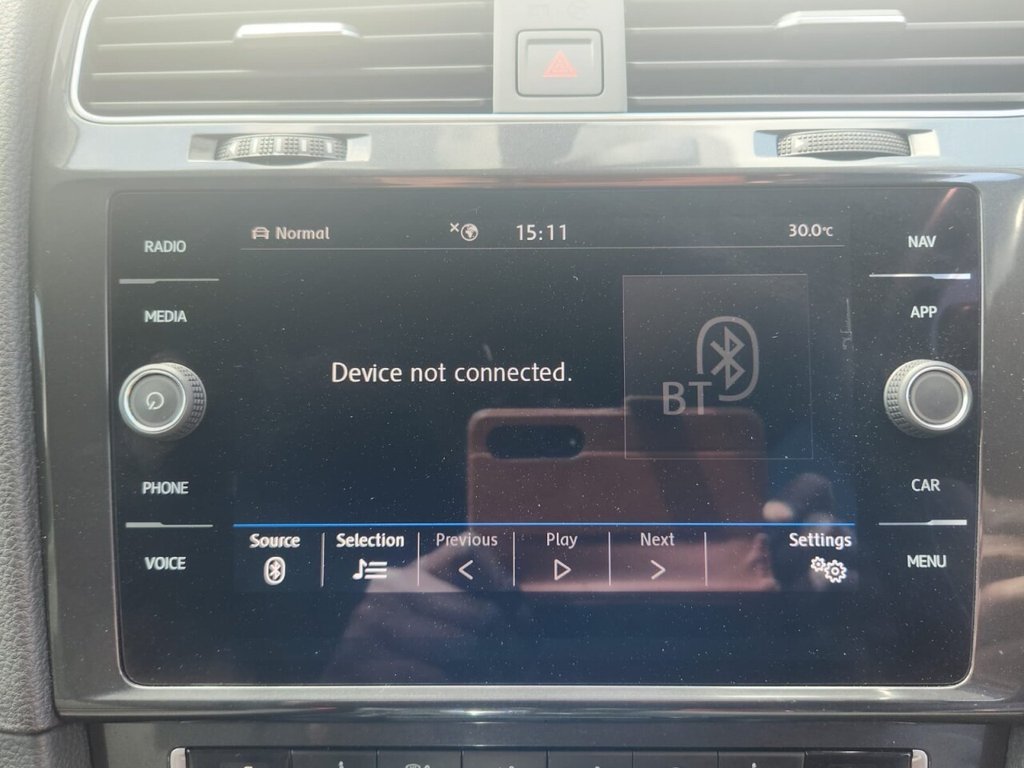 Normal 15:11 30.0°C
RADIO
NAV
MEDIA
APP
Device not connected.
BT
PHONE
CAR
Source Selection Previous Play Next Settings
VOICE
MENU